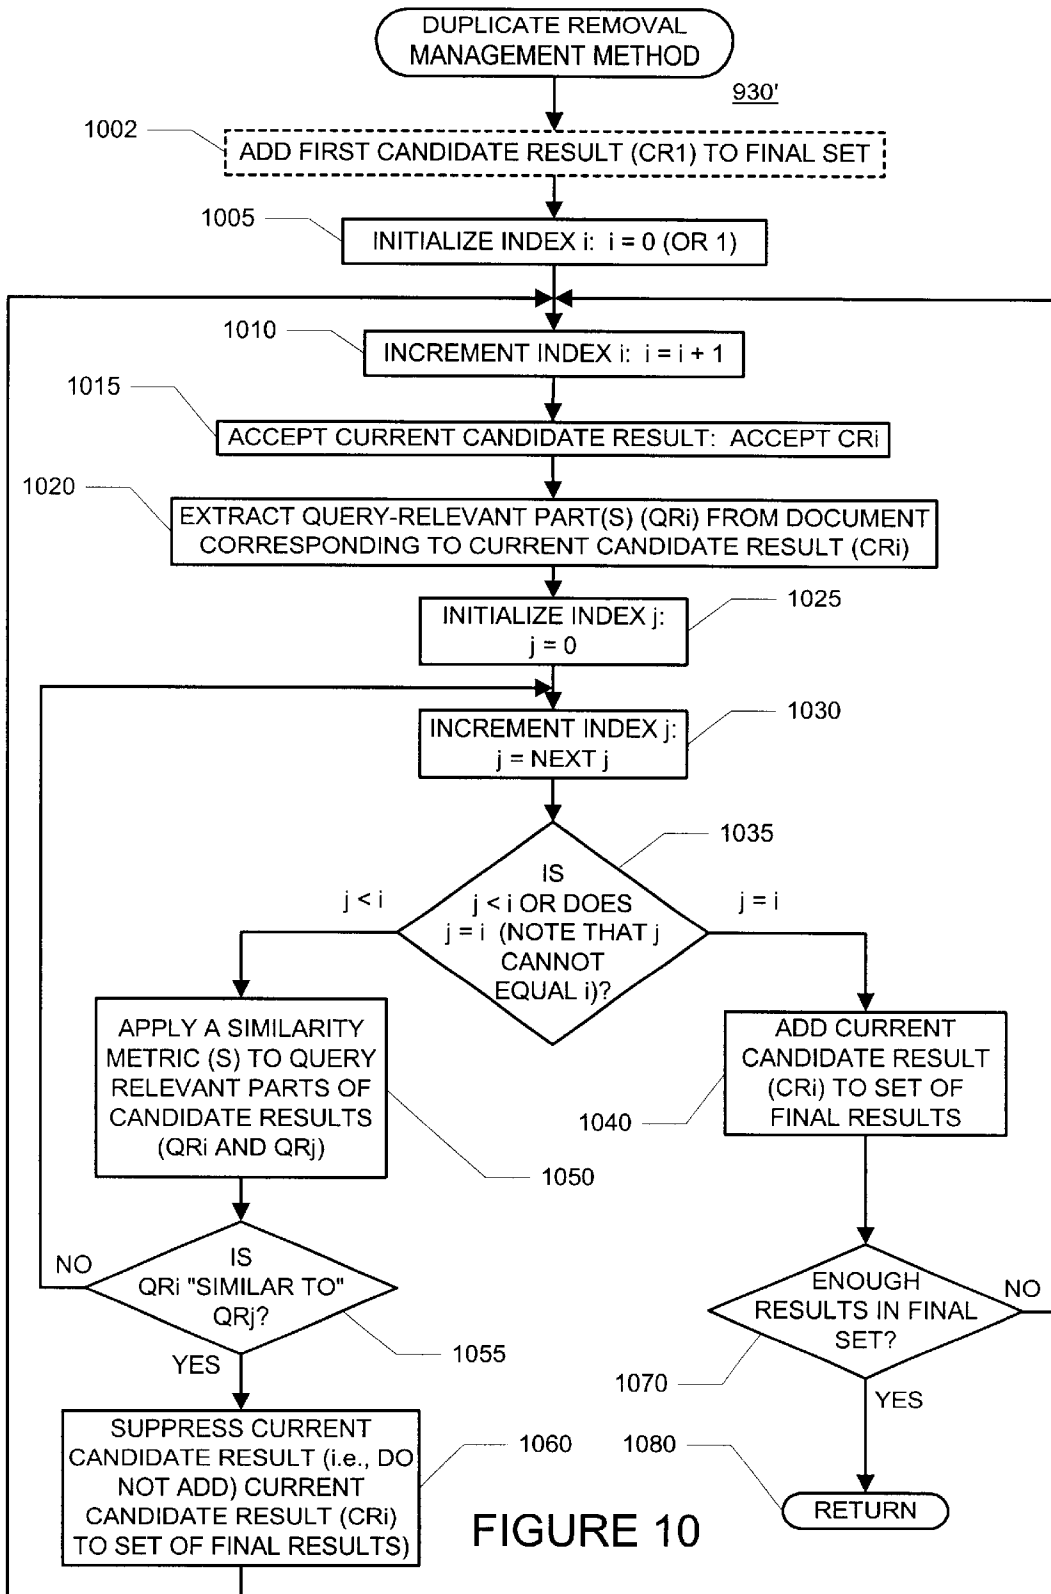 DUPLICATE REMOVAL
MANAGEMENT METHOD
930'
1002
ADD FIRST CANDIDATE RESULT (CR1) TO FINAL SET
1005
INITIALIZE INDEX i: i = 0 (OR 1)
1010
INCREMENT INDEX i: i = i + 1
1015
ACCEPT CURRENT CANDIDATE RESULT: ACCEPT CRi
1020
EXTRACT QUERY-RELEVANT PART(S) (QRi) FROM DOCUMENT
CORRESPONDING TO CURRENT CANDIDATE RESULT (CRi)
1025
INITIALIZE INDEX j:
j = 0
1030
INCREMENT INDEX j:
j = NEXT j
1035
IS
j < i OR DOES
j = i (NOTE THAT j
CANNOT
EQUAL i)?
j < i
j = i
APPLY A SIMILARITY
METRIC (S) TO QUERY
RELEVANT PARTS OF
CANDIDATE RESULTS
(QRi AND QRj)
1050
ADD CURRENT
CANDIDATE RESULT
(CRi) TO SET OF
FINAL RESULTS
1040
NO
IS
QRi "SIMILAR TO"
QRj?
1055
YES
ENOUGH
RESULTS IN FINAL
SET?
NO
1070
YES
SUPPRESS CURRENT
CANDIDATE RESULT (i.e., DO
NOT ADD) CURRENT
CANDIDATE RESULT (CRi)
TO SET OF FINAL RESULTS)
1060
1080
RETURN
FIGURE 10